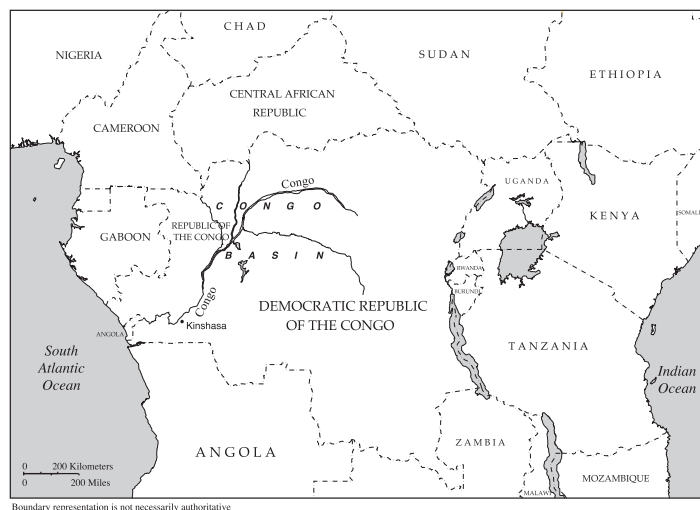 CHAD
NIGERIA
SUDAN
ETHIOPIA
CENTRAL AFRICAN
REPUBLIC
CAMEROON
UGANDA
Congo
CONGO
KENYA
SOMALI
REPUBLIC OF
THE CONGO
GABOON
BASIN
RWANDA
BURUNDI
Congo
DEMOCRATIC REPUBLIC
OF THE CONGO
Kinshasa
ANGOLA
TANZANIA
South
Atlantic
Ocean
Indian
Ocean
ANGOLA
ZAMBIA
0 200 Kilometers
0 200 Miles
MOZAMBIQUE
MALAWI
Boundary representation is not necessarily authoritative